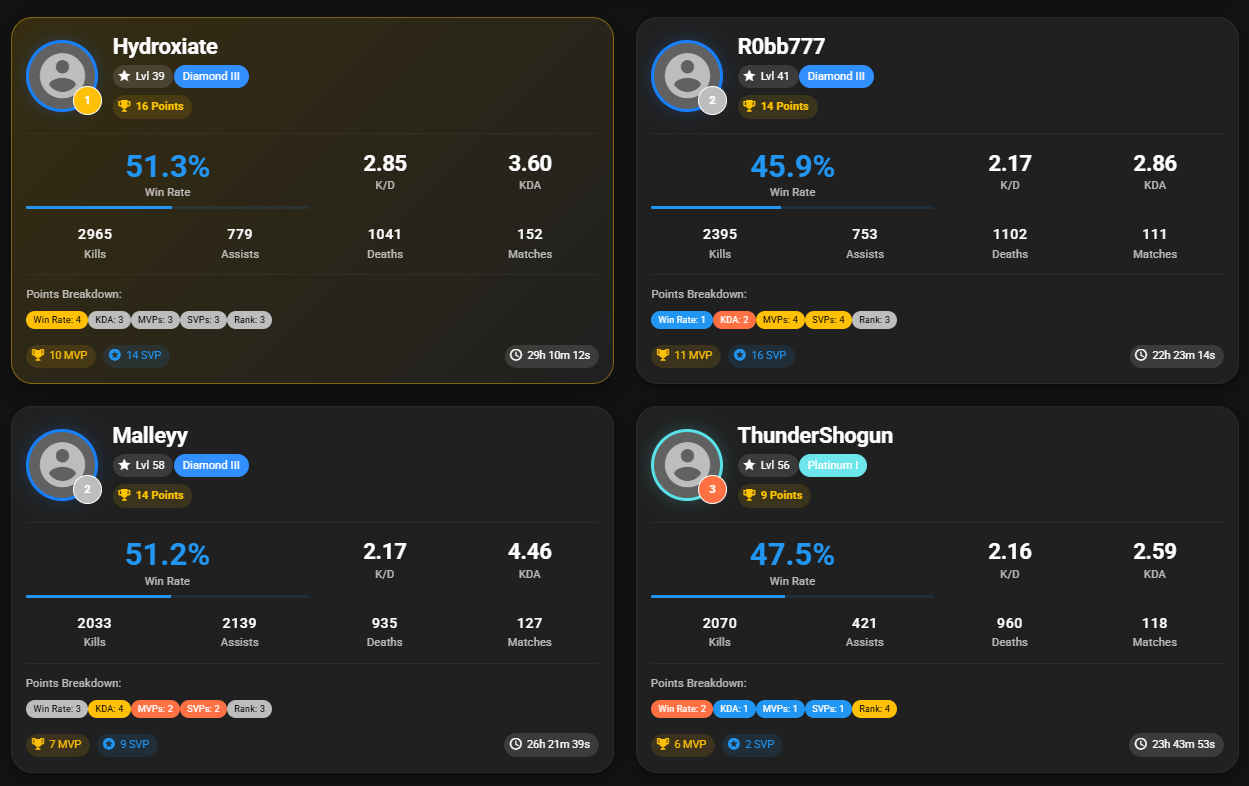 Hydroxiate
Lvl 39 Diamond III
1
16 Points
51.3% 2.85 3.60
Win Rate K/D KDA
2965 779 1041 152
Kills Assists Deaths Matches
Points Breakdown:
Win Rate: 4 KDA: 3 MVPs: 3 SVPs: 3 Rank: 3
10 MVP 14 SVP 29h 10m 12s
R0bb777
Lvl 41 Diamond III
2
14 Points
45.9% 2.17 2.86
Win Rate K/D KDA
2395 753 1102 111
Kills Assists Deaths Matches
Points Breakdown:
Win Rate: 1 KDA: 2 MVPs: 4 SVPs: 4 Rank: 3
11 MVP 16 SVP 22h 23m 14s
Malleyy
Lvl 58 Diamond III
2
14 Points
51.2% 2.17 4.46
Win Rate K/D KDA
2033 2139 935 127
Kills Assists Deaths Matches
Points Breakdown:
Win Rate: 3 KDA: 4 MVPs: 2 SVPs: 2 Rank: 3
7 MVP 9 SVP 26h 21m 39s
ThunderShogun
Lvl 56 Platinum I
3
9 Points
47.5% 2.16 2.59
Win Rate K/D KDA
2070 421 960 118
Kills Assists Deaths Matches
Points Breakdown:
Win Rate: 2 KDA: 1 MVPs: 1 SVPs: 1 Rank: 4
6 MVP 2 SVP 23h 43m 53s